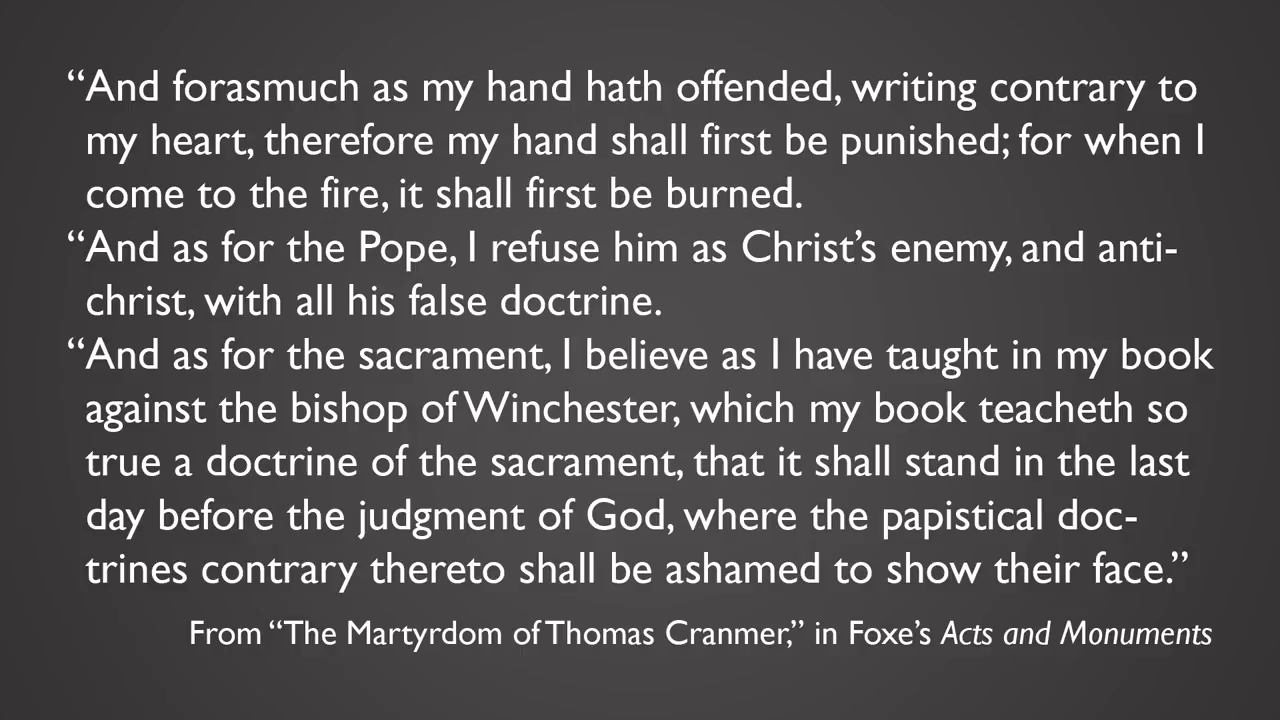 “And forasmuch as my hand hath offended, writing contrary to
my heart, therefore my hand shall first be punished; for when I
come to the fire, it shall first be burned.
“And as for the Pope, I refuse him as Christ’s enemy, and anti-
christ, with all his false doctrine.
“And as for the sacrament, I believe as I have taught in my book
against the bishop of Winchester, which my book teacheth so
true a doctrine of the sacrament, that it shall stand in the last
day before the judgment of God, where the papistical doc-
trines contrary thereto shall be ashamed to show their face.”
From “The Martyrdom of Thomas Cranmer,” in Foxe’s Acts and Monuments